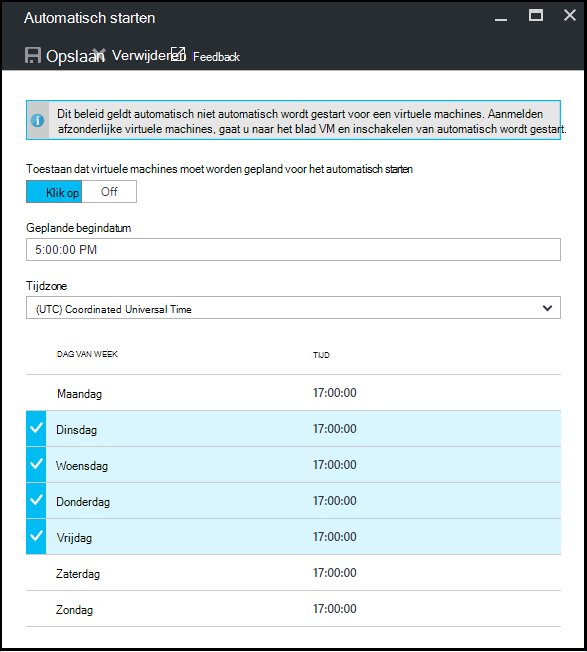 Automatisch starten
Opslaan Verwijderen Feedback
Dit beleid geldt automatisch niet automatisch wordt gestart voor een virtuele machines. Aanmelden
afzonderlijke virtuele machines, gaat u naar het blad VM en inschakelen van automatisch wordt gestart.
Toestaan dat virtuele machines moet worden gepland voor het automatisch starten
Klik op Off
Geplande begindatum
5:00:00 PM
Tijdzone
(UTC) Coordinated Universal Time
DAG VAN WEEK TIJD
Maandag 17:00:00
Dinsdag 17:00:00
Woensdag 17:00:00
Donderdag 17:00:00
Vrijdag 17:00:00
Zaterdag 17:00:00
Zondag 17:00:00